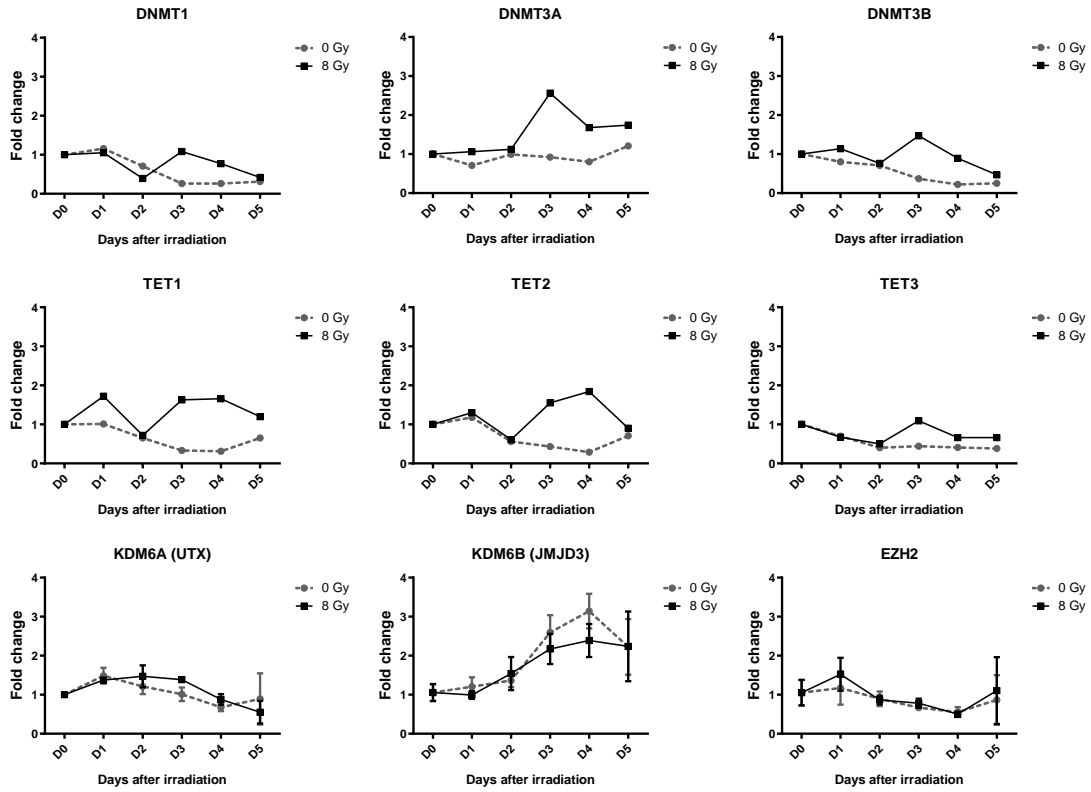 DNMT1
4
3
2
1
0
Fold change
D0
D1
D2
D3
D4
D5
Days after irradiation
0 Gy
8 Gy
DNMT3A
4
3
2
1
0
Fold change
D0
D1
D2
D3
D4
D5
Days after irradiation
0 Gy
8 Gy
DNMT3B
4
3
2
1
0
Fold change
D0
D1
D2
D3
D4
D5
Days after irradiation
0 Gy
8 Gy
TET1
4
3
2
1
0
Fold change
D0
D1
D2
D3
D4
D5
Days after irradiation
0 Gy
8 Gy
TET2
4
3
2
1
0
Fold change
D0
D1
D2
D3
D4
D5
Days after irradiation
0 Gy
8 Gy
TET3
4
3
2
1
0
Fold change
D0
D1
D2
D3
D4
D5
Days after irradiation
0 Gy
8 Gy
KDM6A (UTX)
4
3
2
1
0
Fold change
D0
D1
D2
D3
D4
D5
Days after irradiation
0 Gy
8 Gy
KDM6B (JMJD3)
4
3
2
1
0
Fold change
D0
D1
D2
D3
D4
D5
Days after irradiation
0 Gy
8 Gy
EZH2
4
3
2
1
0
Fold change
D0
D1
D2
D3
D4
D5
Days after irradiation
0 Gy
8 Gy